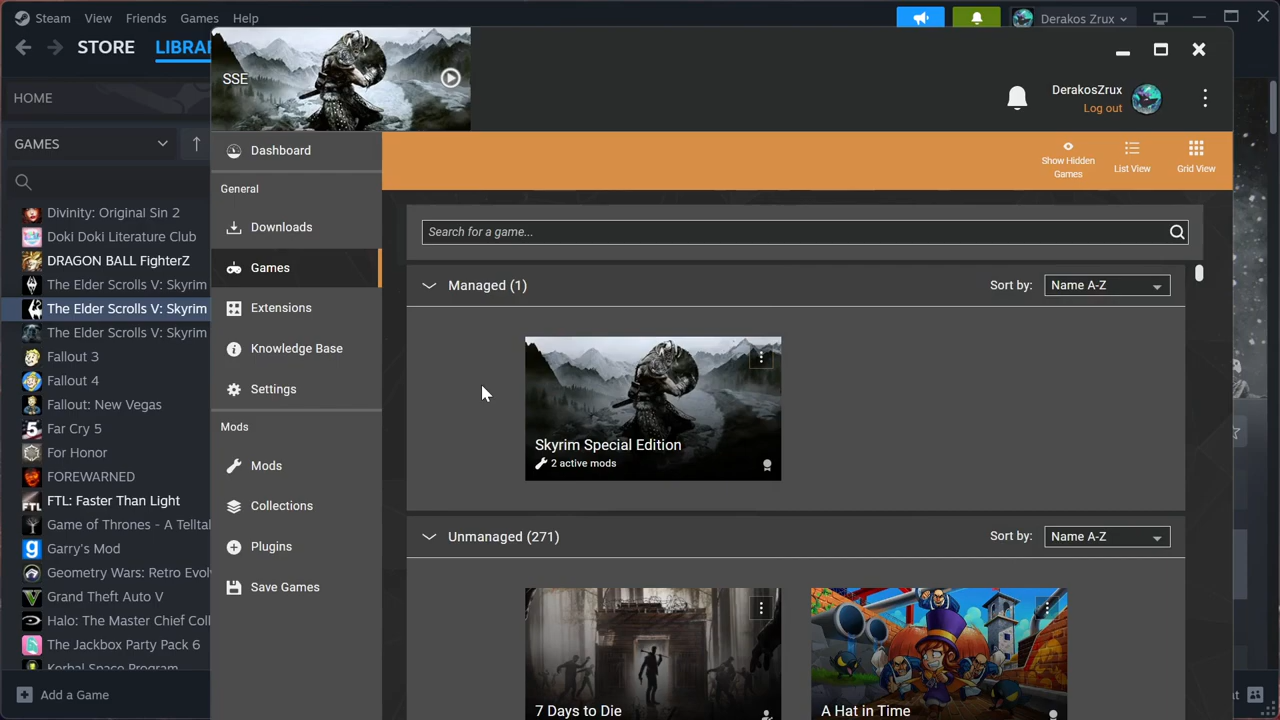 Steam View Friends Games Help
Derakos Zrux
STORE LIBRAR
SSE
DerakosZrux
Log out
HOME
GAMES
Dashboard
General
Downloads
Games
Extensions
Knowledge Base
Settings
Mods
Mods
Collections
Plugins
Save Games
Show Hidden
Games
List View
Grid View
Search for a game...
Managed (1)
Sort by: Name A-Z
Skyrim Special Edition
2 active mods
Unmanaged (271)
Sort by: Name A-Z
7 Days to Die
A Hat in Time
Divinity: Original Sin 2
Doki Doki Literature Club
DRAGON BALL FighterZ
The Elder Scrolls V: Skyrim
The Elder Scrolls V: Skyrim
The Elder Scrolls V: Skyrim
Fallout 3
Fallout 4
Fallout: New Vegas
Far Cry 5
For Honor
FOREWARNED
FTL: Faster Than Light
Game of Thrones - A Tellta
Garry's Mod
Geometry Wars: Retro Evol
Grand Theft Auto V
Halo: The Master Chief Col
The Jackbox Party Pack 6
Kerbal Space Program
Add a Game